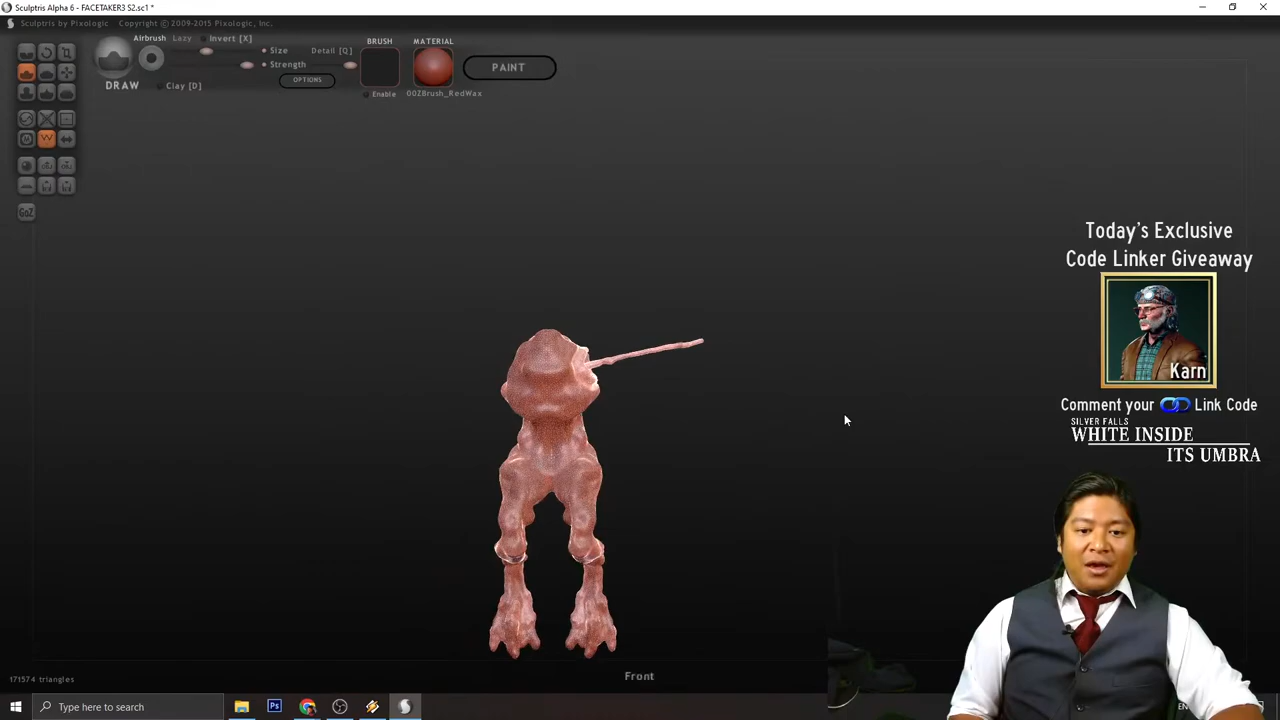 Sculptris Alpha 6 - FACETAKER3 S2.sc1 *
Sculptris by Pixologic Copyright © 2009-2015 Pixologic, Inc.
Airbrush Lazy Invert [X]
Size Detail [Q]
Strength
DRAW Clay [D] OPTIONS
BRUSH
Enable
MATERIAL
00ZBrush_RedWax
PAINT
GoZ
Today's Exclusive
Code Linker Giveaway
Karn
Comment your Link Code
SILVER FALLS
WHITE INSIDE
ITS UMBRA
171574 triangles
Front
Type here to search
Ps